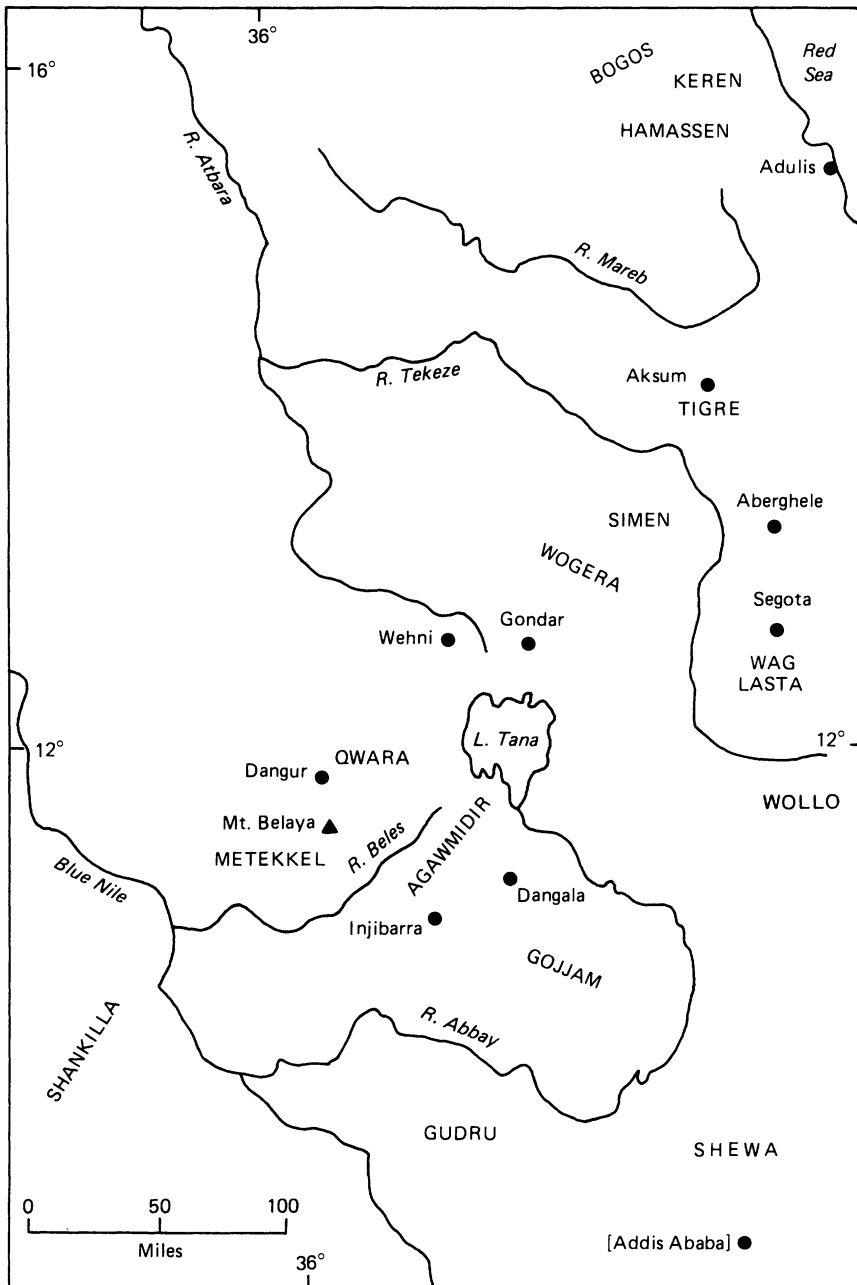 36°
16°
Red
Sea
BOGOS
KEREN
HAMASSEN
Adulis
R. Atbara
R. Mareb
R. Tekeze
Aksum
TIGRE
Aberghele
SIMEN
WOGERA
Segota
Wehni
Gondar
WAG
LASTA
L. Tana
12°
12°
QWARA
Dangur
WOLLO
Mt. Belaya
METEKKEL
R. Beles
AGAWMIDIR
Blue Nile
Dangala
Injibarra
GOJJAM
SHANKILLA
R. Abbay
GUDRU
SHEWA
0 50 100
Miles
36°
[Addis Ababa]